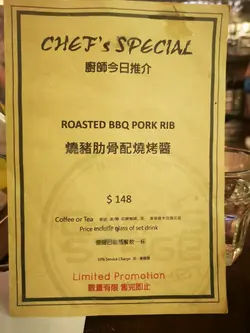 CHEF's SPECIAL
廚師今日推介
ROASTED BBQ PORK RIB
燒豬肋骨配燒烤醬
$ 148
Coffee or Tea
Price include glass of set drink
10% Service Charge
Limited Promotion
數量有限 售完即止